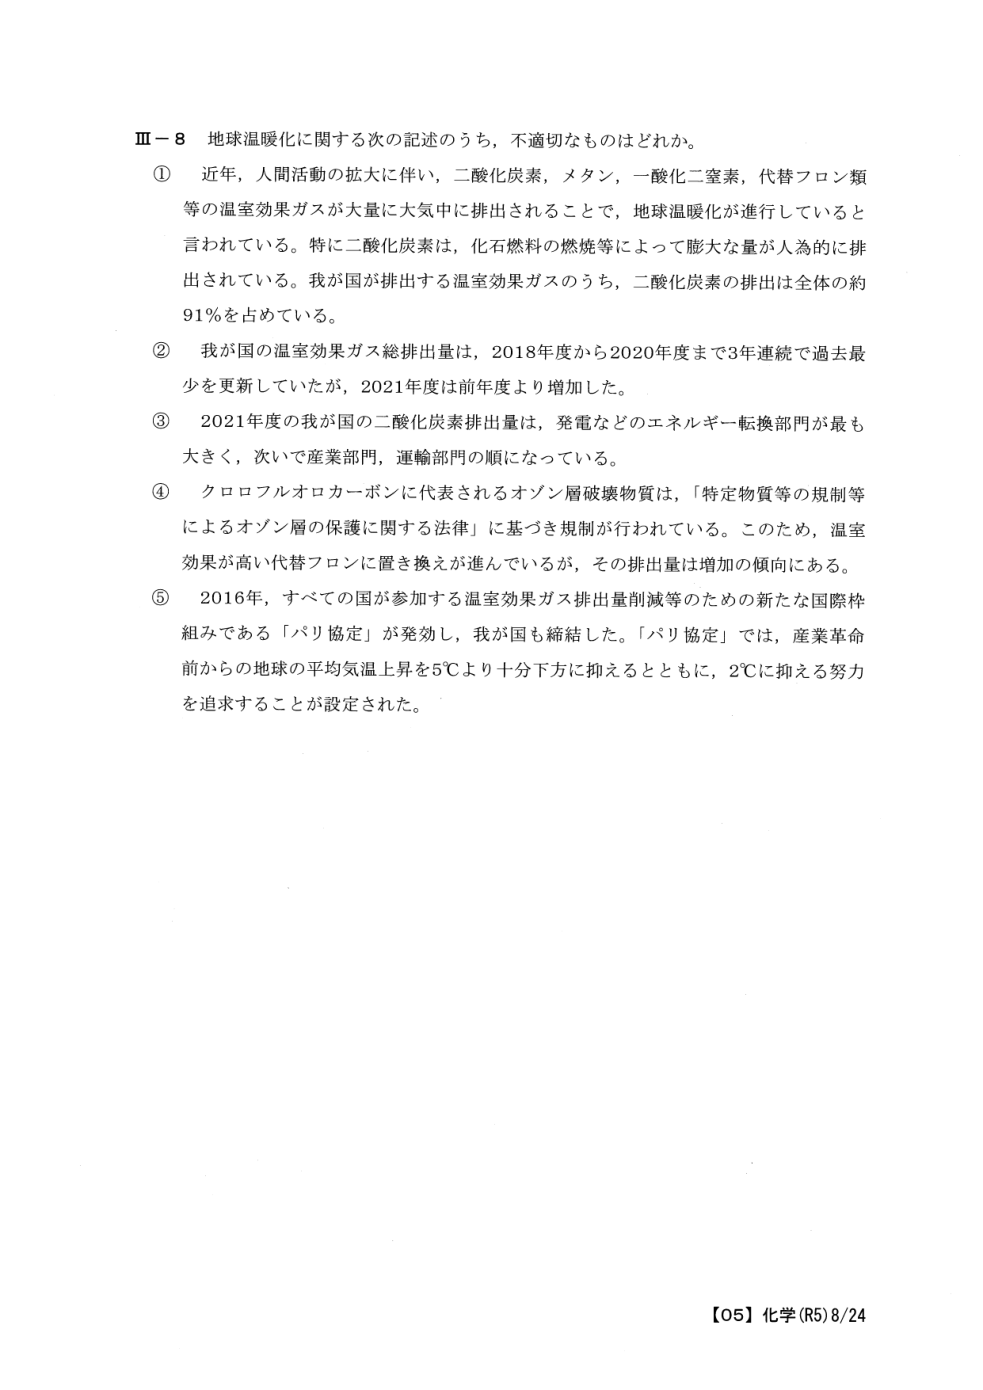 Ⅲ－８ 地球温暖化に関する次の記述のうち，不適切なものはどれか。
① 近年，人間活動の拡大に伴い，二酸化炭素，メタン，一酸化二窒素，代替フロン類
等の温室効果ガスが大量に大気中に排出されることで，地球温暖化が進行していると
言われている。特に二酸化炭素は，化石燃料の燃焼等によって膨大な量が人為的に排
出されている。我が国が排出する温室効果ガスのうち，二酸化炭素の排出は全体の約
91％を占めている。
② 我が国の温室効果ガス総排出量は，2018年度から2020年度まで3年連続で過去最
少を更新していたが，2021年度は前年度より増加した。
③ 2021年度の我が国の二酸化炭素排出量は，発電などのエネルギー転換部門が最も
大きく，次いで産業部門，運輸部門の順になっている。
④ クロロフルオロカーボンに代表されるオゾン層破壊物質は，「特定物質等の規制等
によるオゾン層の保護に関する法律」に基づき規制が行われている。このため，温室
効果が高い代替フロンに置き換えが進んでいるが，その排出量は増加の傾向にある。
⑤ 2016年，すべての国が参加する温室効果ガス排出量削減等のための新たな国際枠
組みである「パリ協定」が発効し，我が国も締結した。「パリ協定」では，産業革命
前からの地球の平均気温上昇を5℃より十分下方に抑えるとともに，2℃に抑える努力
を追求することが設定された。
【05】化学(R5)8/24